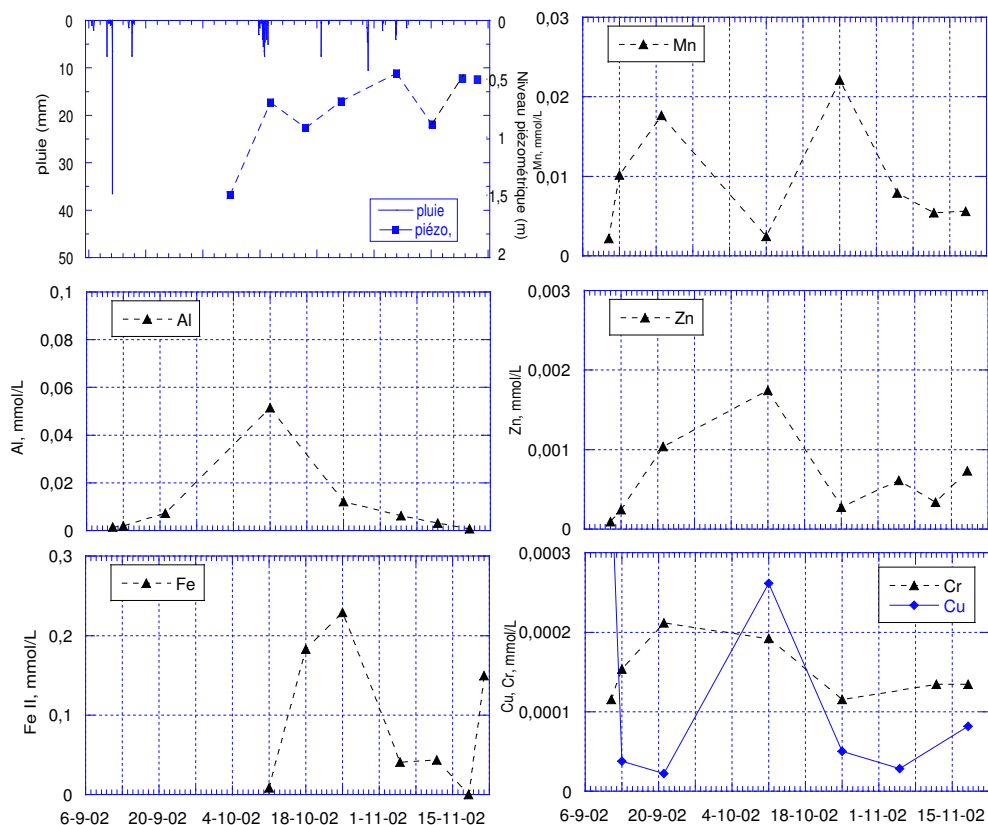 0
10
20
30
40
50
pluie (mm)
0
0,5
1
1,5
2
Niveau piézométrique (m)
pluie
piézo,
0,03
0,02
0,01
0
Mn, mmol/L
Mn
0,1
0,08
0,06
0,04
0,02
0
Al, mmol/L
Al
0,003
0,002
0,001
0
Zn, mmol/L
Zn
0,3
0,2
0,1
0
Fe II, mmol/L
Fe
6-9-02 20-9-02 4-10-02 18-10-02 1-11-02 15-11-02
0,0003
0,0002
0,0001
0
Cu, Cr, mmol/L
Cr
Cu
6-9-02 20-9-02 4-10-02 18-10-02 1-11-02 15-11-02